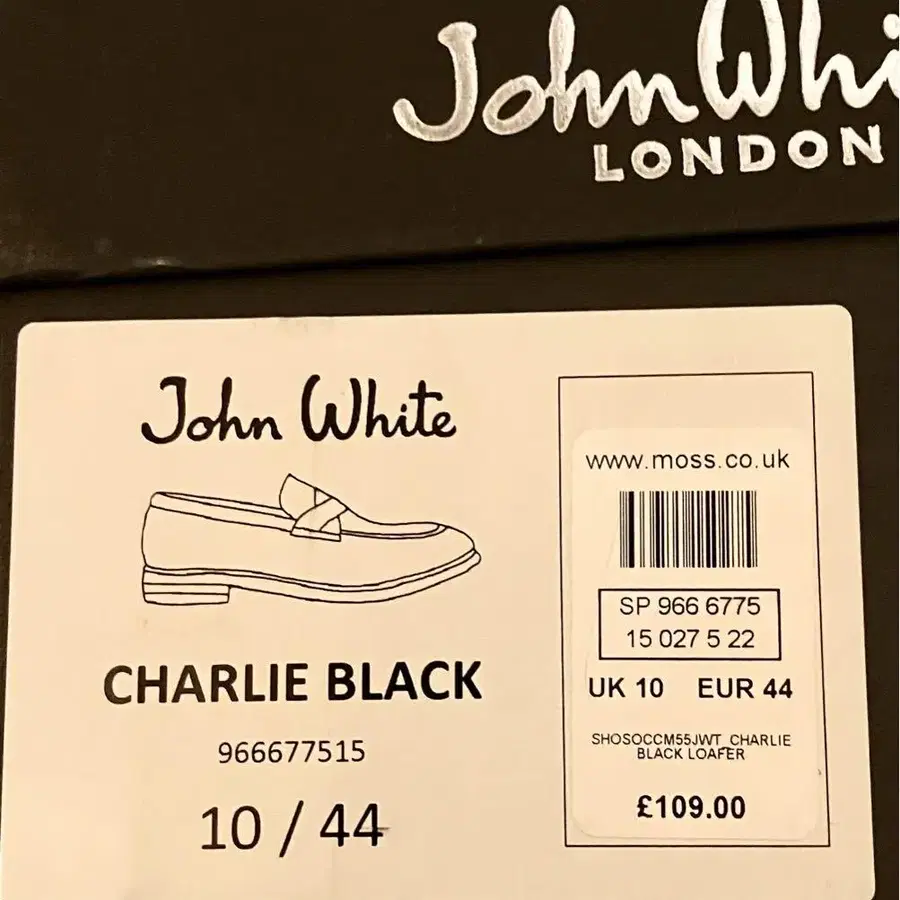 John Whi
LONDON
John White
CHARLIE BLACK
966677515
10 / 44
www.moss.co.uk
SP 966 6775
15 027 5 22
UK 10 EUR 44
SHOSOCCM55JWT_CHARLIE
BLACK LOAFER
£109.00